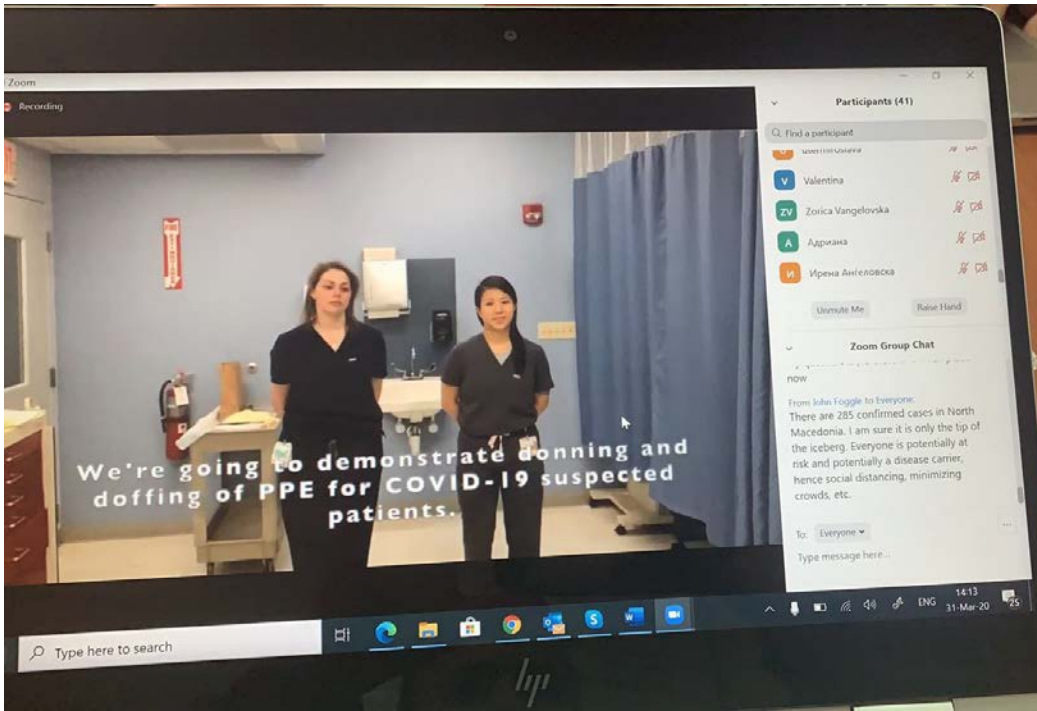 Zoom
Recording
FIRE
EXTINGUISHER
We're going to demonstrate donning and
doffing of PPE for COVID-19 suspected
patients.
Participants (41)
Find a participant
V Valentina
ZV Zorica Vangelovska
А Адриана
И Ирена Ангеловска
Unmute Me Raise Hand
Zoom Group Chat
now
From John Foggle to Everyone:
There are 285 confirmed cases in North
Macedonia. I am sure it is only the tip of
the iceberg. Everyone is potentially at
risk and potentially a disease carrier,
hence social distancing, minimizing
crowds, etc.
To: Everyone
Type message here...
Type here to search
S W
ENG
14:13
31-Mar-20
25
hp